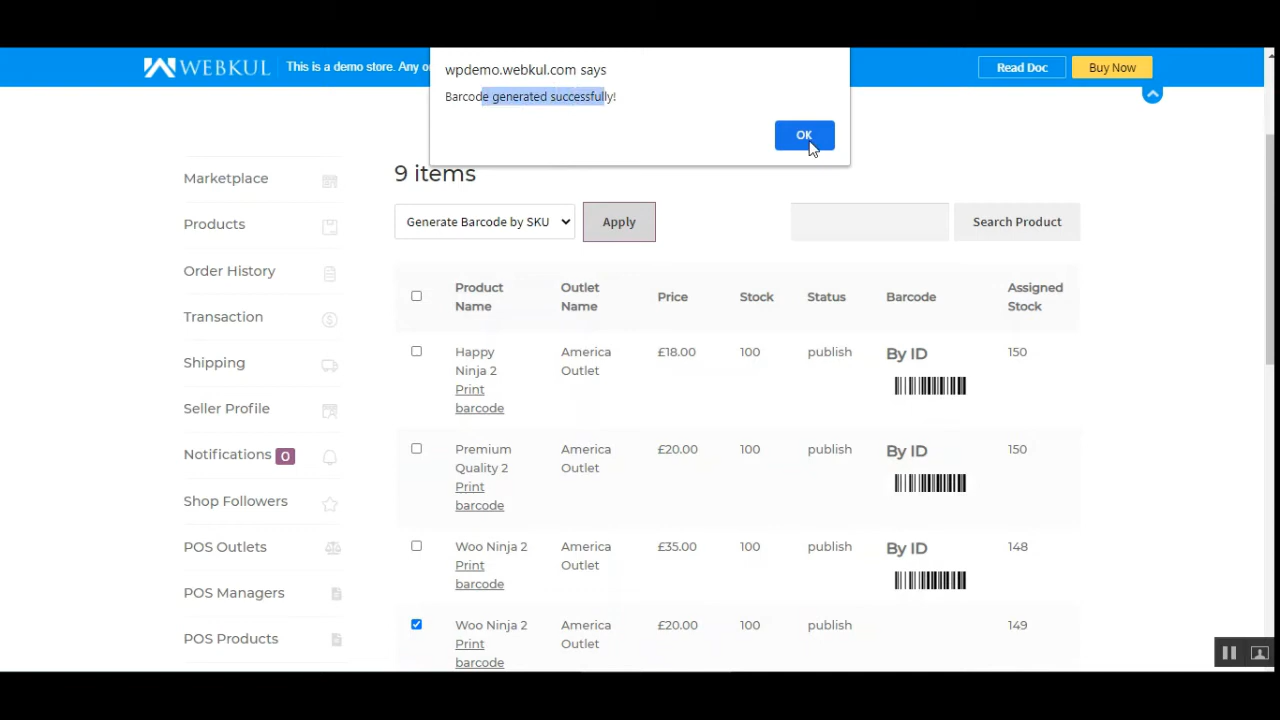 wpdemo.webkul.com says
Barcode generated successfully!
OK
WEBKUL
This is a demo store. Any or
Read Doc
Buy Now
Marketplace
Products
Order History
Transaction
Shipping
Seller Profile
Notifications 0
Shop Followers
POS Outlets
POS Managers
POS Products
9 items
Generate Barcode by SKU
Apply
Search Product
Product Name
Outlet Name
Price
Stock
Status
Barcode
Assigned Stock
Happy
Ninja 2
Print
barcode
America
Outlet
£18.00
100
publish
By ID
150
Premium
Quality 2
Print
barcode
America
Outlet
£20.00
100
publish
By ID
150
Woo Ninja 2
Print
barcode
America
Outlet
£35.00
100
publish
By ID
148
Woo Ninja 2
Print
barcode
America
Outlet
£20.00
100
publish
149